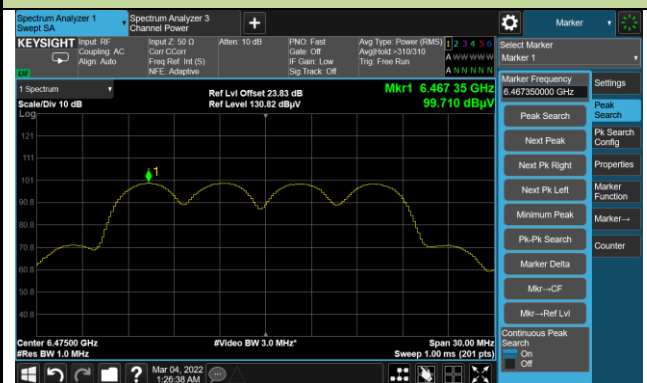 Spectrum Analyzer 1
Swept SA
Spectrum Analyzer 3
Channel Power
Marker
KEYSIGHT
Input: RF
Coupling: AC
Align: Auto
Input Z: 50 Ω
Corr CCorr
Freq Ref: Int (S)
NFE: Adaptive
Atten: 10 dB
PNO: Fast
Gate: Off
IF Gain: Low
Sig Track: Off
Avg Type: Power (RMS)
Avg|Hold:>310/310
Trig: Free Run
1 2 3 4 5 6
A W W W W W
A N N N N N
Select Marker
Marker 1
1 Spectrum
Scale/Div 10 dB
Log
Ref Lvl Offset 23.83 dB
Ref Level 130.82 dBµV
Mkr1 6.467 35 GHz
99.710 dBµV
121
111
101
90.8
80.8
70.8
60.8
50.8
40.8
1
Center 6.47500 GHz
#Res BW 1.0 MHz
#Video BW 3.0 MHz*
Span 30.00 MHz
Sweep 1.00 ms (201 pts)
Marker Frequency
6.467350000 GHz
Peak Search
Next Peak
Next Pk Right
Next Pk Left
Minimum Peak
Pk-Pk Search
Marker Delta
Mkr→CF
Mkr→Ref Lvl
Continuous Peak
Search
On
Off
Settings
Peak
Search
Pk Search
Config
Properties
Marker
Function
Marker→
Counter
Mar 04, 2022
1:26:38 AM